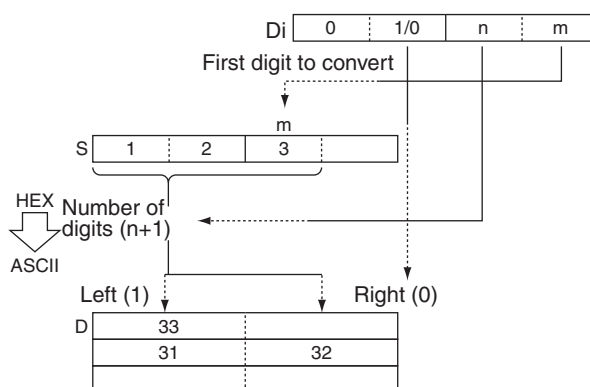 Di 0 1/0 n m
First digit to convert
m
S 1 2 3
HEX
Number of
digits (n+1)
ASCII
Left (1) Right (0)
D 33
31 32